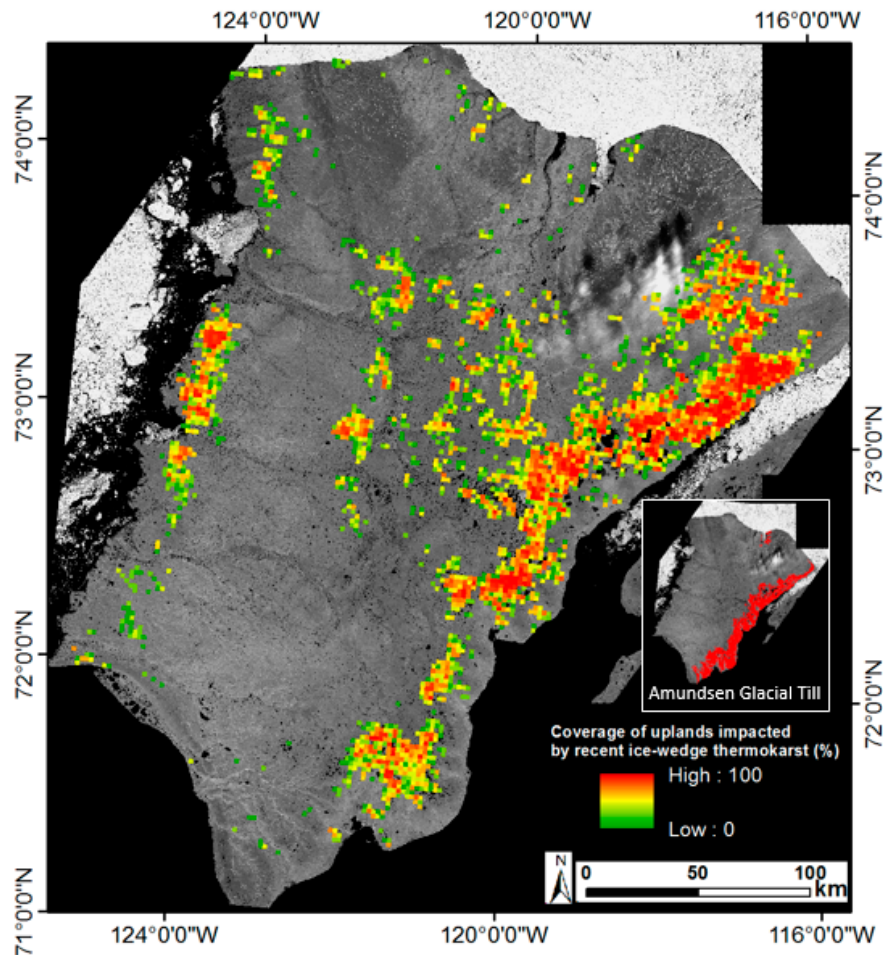 124°0'0"W 120°0'0"W 116°0'0"W
74°0'0"N
74°0'0"N
73°0'0"N
73°0'0"N
72°0'0"N
72°0'0"N
71°0'0"N
Amundsen Glacial Till
Coverage of uplands impacted
by recent ice-wedge thermokarst (%)
High : 100
Low : 0
N
0 50 100
km
124°0'0"W 120°0'0"W 116°0'0"W